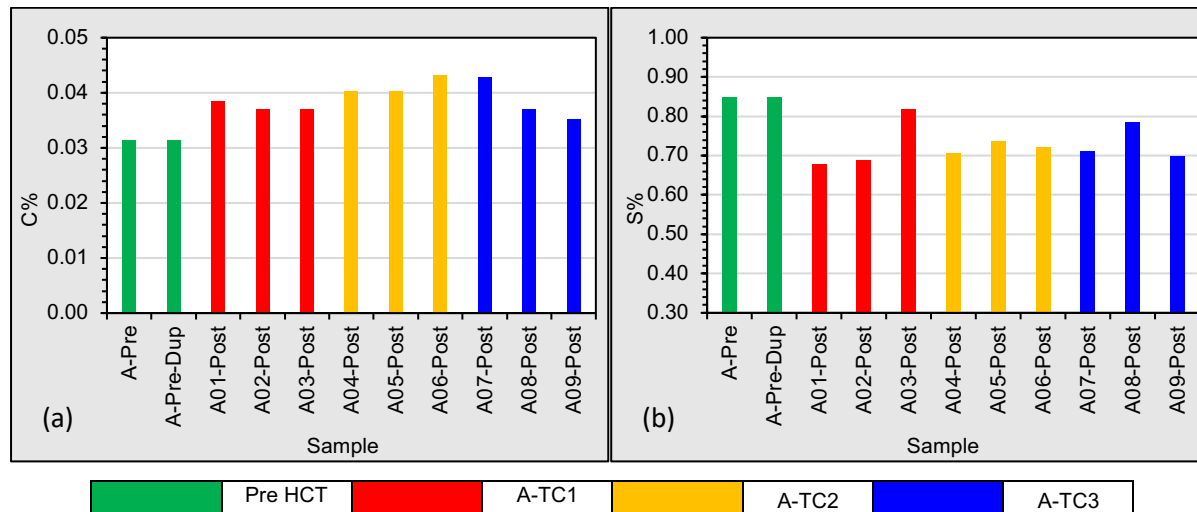 0.05
0.04
0.03
0.02
0.01
0.00
C%
A-Pre
A-Pre-Dup
A01-Post
A02-Post
A03-Post
A04-Post
A05-Post
A06-Post
A07-Post
A08-Post
A09-Post
(a)
Sample
1.00
0.90
0.80
0.70
0.60
0.50
0.40
0.30
S%
A-Pre
A-Pre-Dup
A01-Post
A02-Post
A03-Post
A04-Post
A05-Post
A06-Post
A07-Post
A08-Post
A09-Post
(b)
Sample
Pre HCT A-TC1 A-TC2 A-TC3